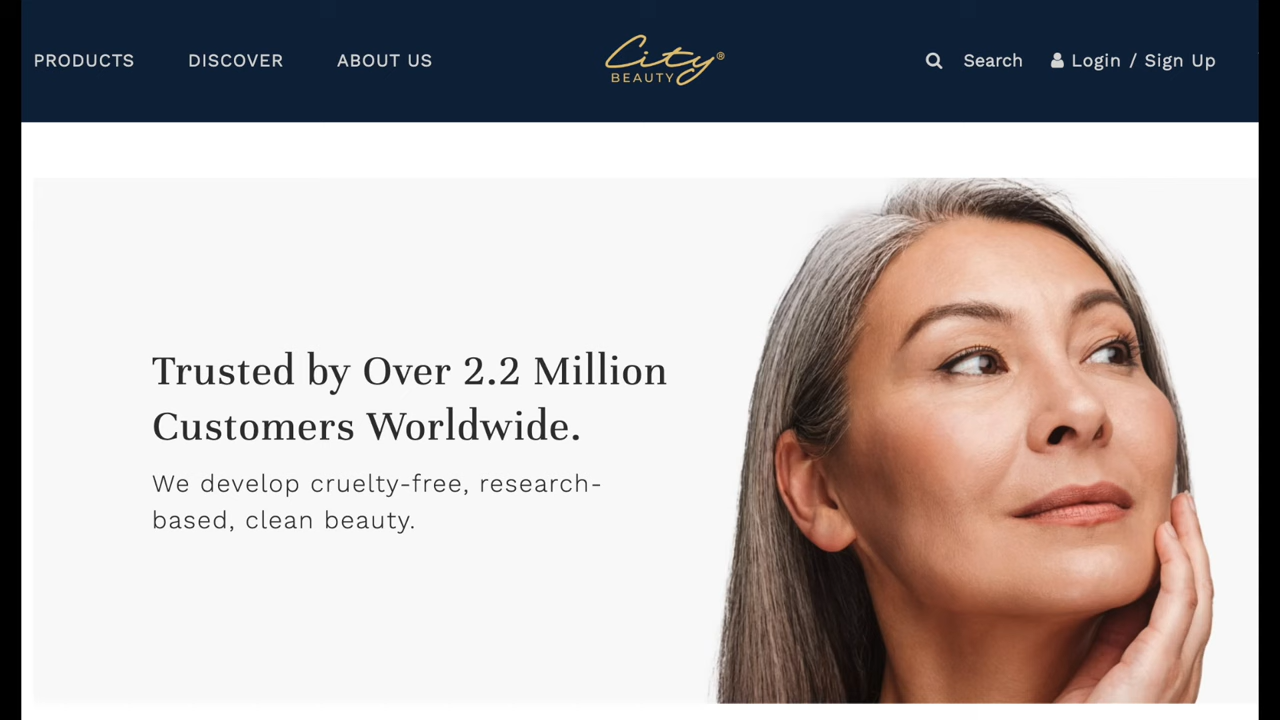 PRODUCTS DISCOVER ABOUT US
City®
BEAUTY
Search Login / Sign Up
Trusted by Over 2.2 Million
Customers Worldwide.
We develop cruelty-free, research-
based, clean beauty.